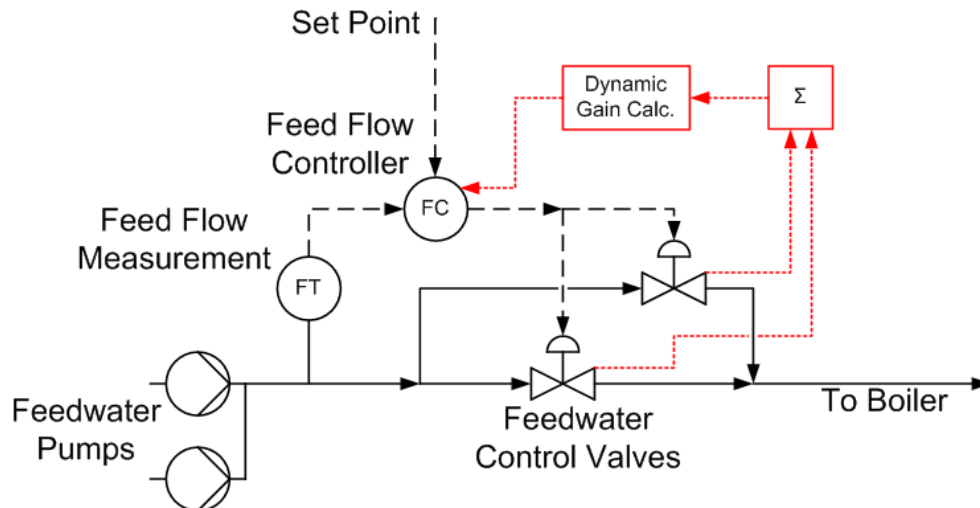 Set Point
Dynamic
Gain Calc.
Σ
Feed Flow
Controller
FC
Feed Flow
Measurement
FT
Feedwater
Pumps
Feedwater
Control Valves
To Boiler